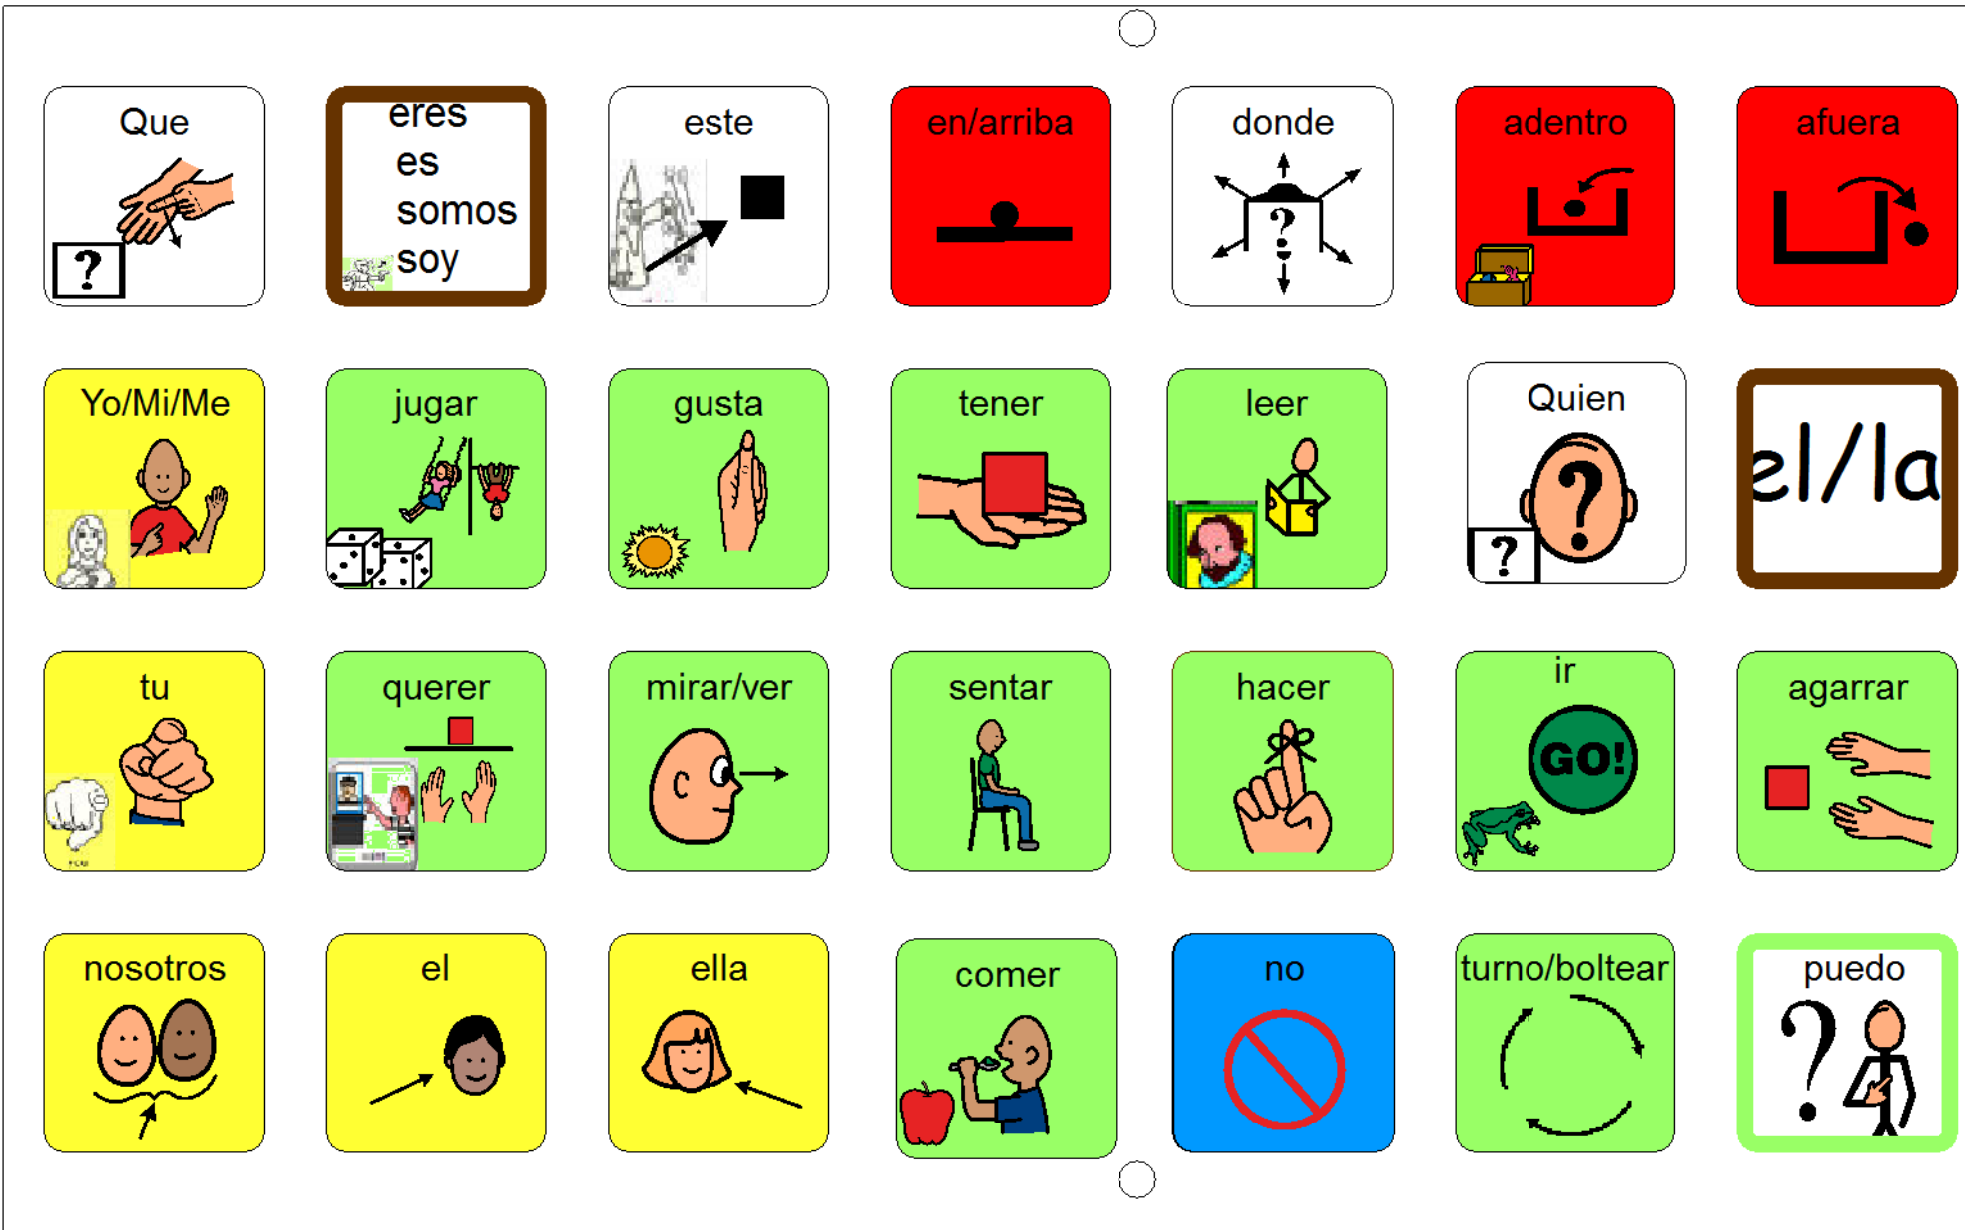 Que
eres
es
somos
soy
este
en/arriba
donde
adentro
afuera
?
?
Yo/Mi/Me
jugar
gusta
tener
leer
Quien
el/la
?
?
tu
querer
mirar/ver
sentar
hacer
ir
agarrar
GO!
nosotros
el
ella
comer
no
turno/boltear
puedo
?